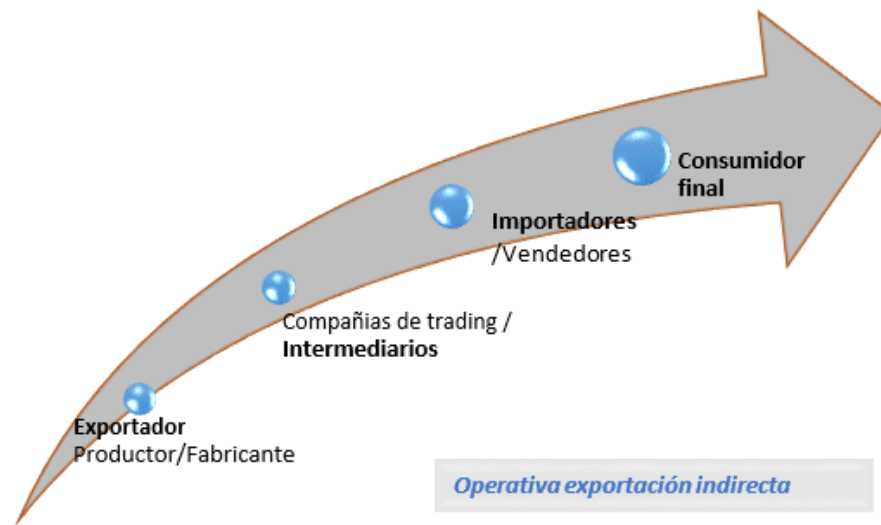 Exportador
Productor/Fabricante
Compañias de trading /
Intermediarios
Importadores
/Vendedores
Consumidor
final
Operativa exportación indirecta